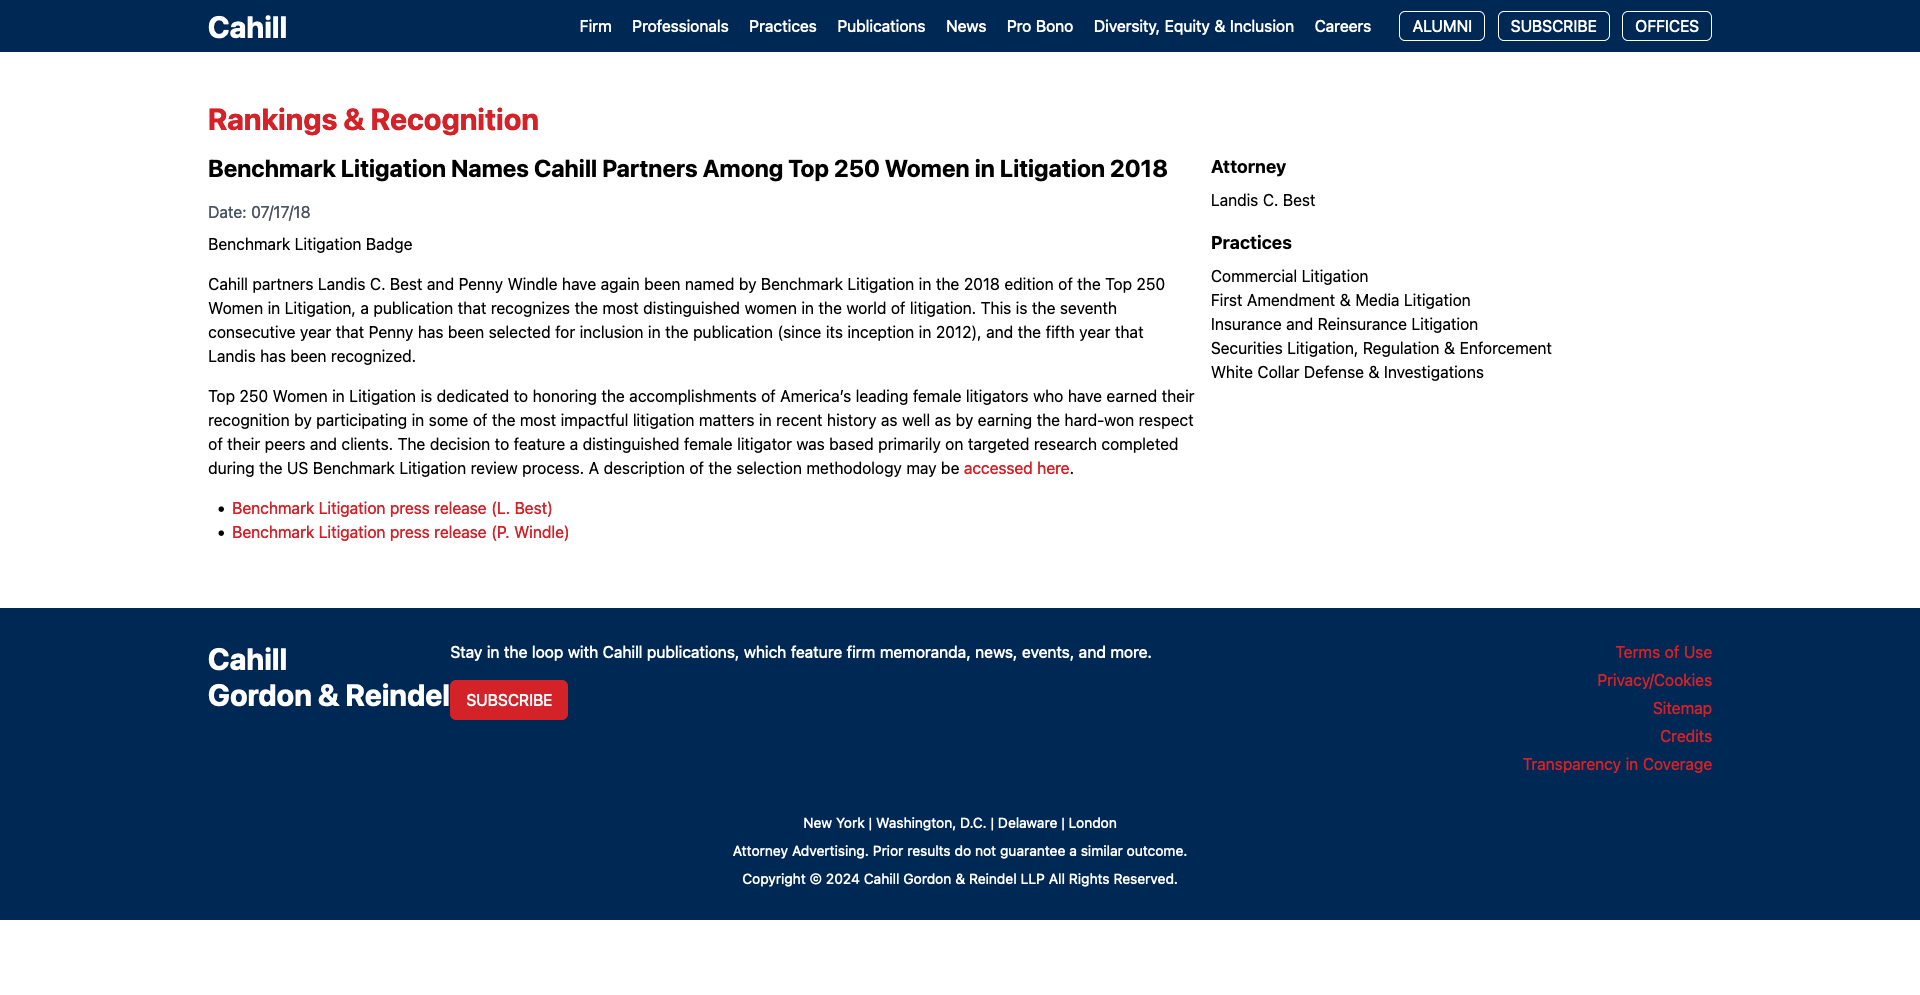 Cahill
Firm Professionals Practices Publications News Pro Bono Diversity, Equity & Inclusion Careers ALUMNI SUBSCRIBE OFFICES
Rankings & Recognition
Benchmark Litigation Names Cahill Partners Among Top 250 Women in Litigation 2018
Date: 07/17/18
Benchmark Litigation Badge
Cahill partners Landis C. Best and Penny Windle have again been named by Benchmark Litigation in the 2018 edition of the Top 250
Women in Litigation, a publication that recognizes the most distinguished women in the world of litigation. This is the seventh
consecutive year that Penny has been selected for inclusion in the publication (since its inception in 2012), and the fifth year that
Landis has been recognized.
Top 250 Women in Litigation is dedicated to honoring the accomplishments of America’s leading female litigators who have earned their
recognition by participating in some of the most impactful litigation matters in recent history as well as by earning the hard-won respect
of their peers and clients. The decision to feature a distinguished female litigator was based primarily on targeted research completed
during the US Benchmark Litigation review process. A description of the selection methodology may be accessed here.
• Benchmark Litigation press release (L. Best)
• Benchmark Litigation press release (P. Windle)
Attorney
Landis C. Best
Practices
Commercial Litigation
First Amendment & Media Litigation
Insurance and Reinsurance Litigation
Securities Litigation, Regulation & Enforcement
White Collar Defense & Investigations
Cahill
Gordon & Reindel
Stay in the loop with Cahill publications, which feature firm memoranda, news, events, and more.
SUBSCRIBE
Terms of Use
Privacy/Cookies
Sitemap
Credits
Transparency in Coverage
New York | Washington, D.C. | Delaware | London
Attorney Advertising. Prior results do not guarantee a similar outcome.
Copyright © 2024 Cahill Gordon & Reindel LLP All Rights Reserved.